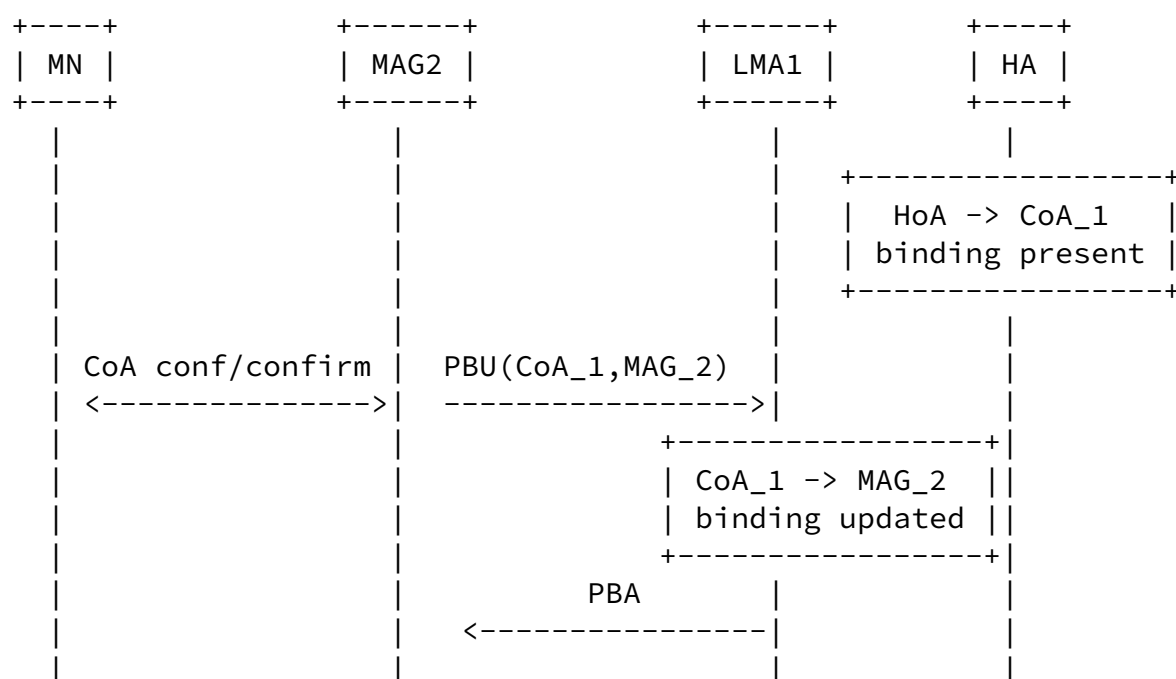 MN MAG2 LMA1 HA
HoA -> CoA_1
binding present
CoA conf/confirm PBU(CoA_1,MAG_2)
CoA_1 -> MAG_2
binding updated
PBA